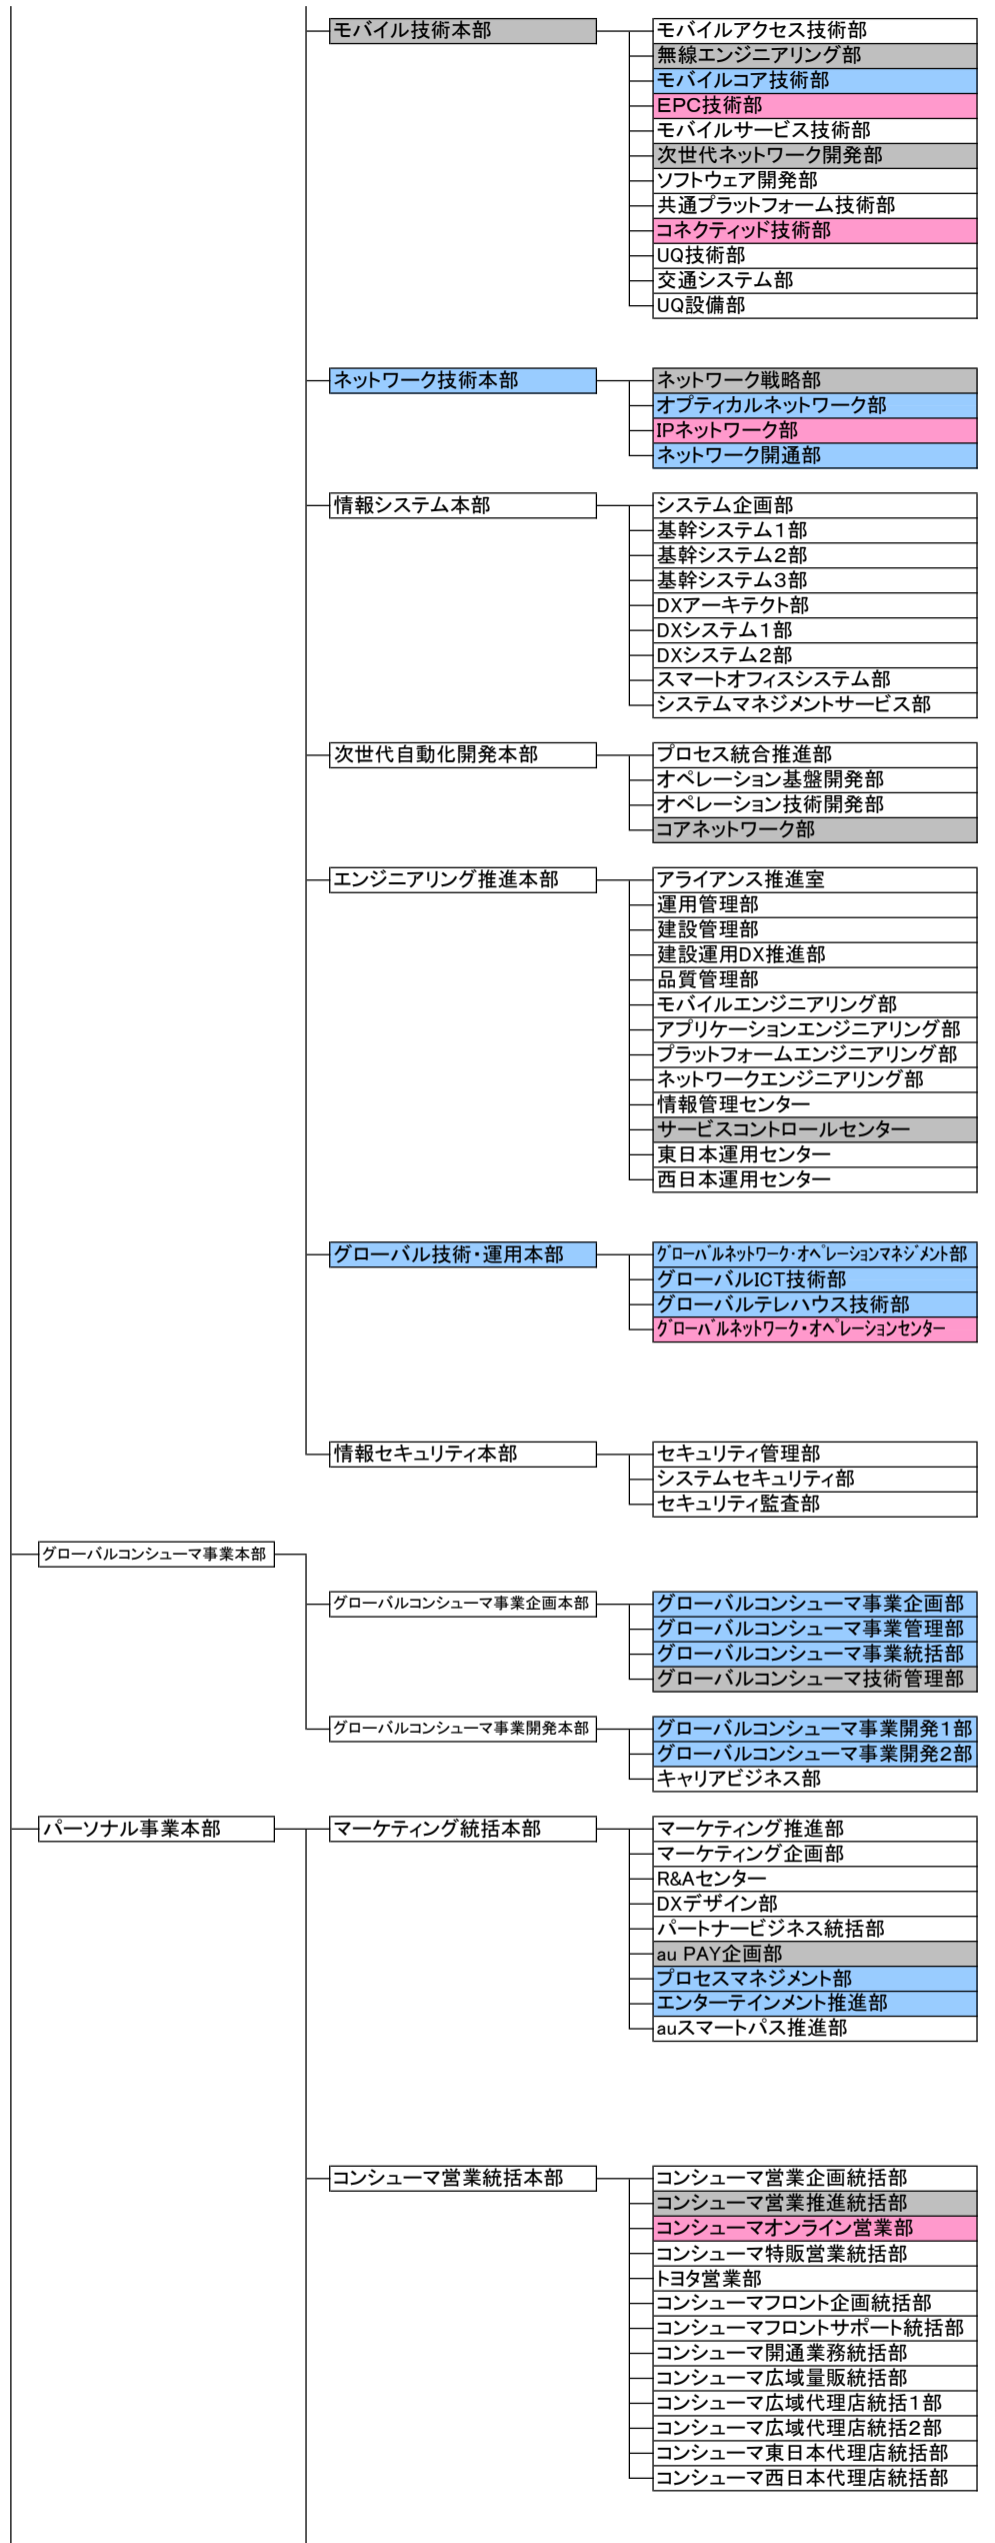 モバイル技術本部
モバイルアクセス技術部
無線エンジニアリング部
モバイルコア技術部
EPC技術部
モバイルサービス技術部
次世代ネットワーク開発部
ソフトウェア開発部
共通プラットフォーム技術部
コネクティッド技術部
UQ技術部
交通システム部
UQ設備部
ネットワーク技術本部
ネットワーク戦略部
オプティカルネットワーク部
IPネットワーク部
ネットワーク開通部
情報システム本部
システム企画部
基幹システム1部
基幹システム2部
基幹システム3部
DXアーキテクト部
DXシステム1部
DXシステム2部
スマートオフィスシステム部
システムマネジメントサービス部
次世代自動化開発本部
プロセス統合推進部
オペレーション基盤開発部
オペレーション技術開発部
コアネットワーク部
エンジニアリング推進本部
アライアンス推進室
運用管理部
建設管理部
建設運用DX推進部
品質管理部
モバイルエンジニアリング部
アプリケーションエンジニアリング部
プラットフォームエンジニアリング部
ネットワークエンジニアリング部
情報管理センター
サービスコントロールセンター
東日本運用センター
西日本運用センター
グローバル技術・運用本部
グローバルネットワーク・オペレーションマネジメント部
グローバルICT技術部
グローバルテレハウス技術部
グローバルネットワーク・オペレーションセンター
情報セキュリティ本部
セキュリティ管理部
システムセキュリティ部
セキュリティ監査部
グローバルコンシューマ事業本部
グローバルコンシューマ事業企画本部
グローバルコンシューマ事業企画部
グローバルコンシューマ事業管理部
グローバルコンシューマ事業統括部
グローバルコンシューマ技術管理部
グローバルコンシューマ事業開発本部
グローバルコンシューマ事業開発1部
グローバルコンシューマ事業開発2部
キャリアビジネス部
パーソナル事業本部
マーケティング統括本部
マーケティング推進部
マーケティング企画部
R&Aセンター
DXデザイン部
パートナービジネス統括部
au PAY企画部
プロセスマネジメント部
エンターテインメント推進部
auスマートパス推進部
コンシューマ営業統括本部
コンシューマ営業企画統括部
コンシューマ営業推進統括部
コンシューマオンライン営業部
コンシューマ特販営業統括部
トヨタ営業部
コンシューマフロント企画統括部
コンシューマフロントサポート統括部
コンシューマ開通業務統括部
コンシューマ広域量販統括部
コンシューマ広域代理店統括1部
コンシューマ広域代理店統括2部
コンシューマ東日本代理店統括部
コンシューマ西日本代理店統括部